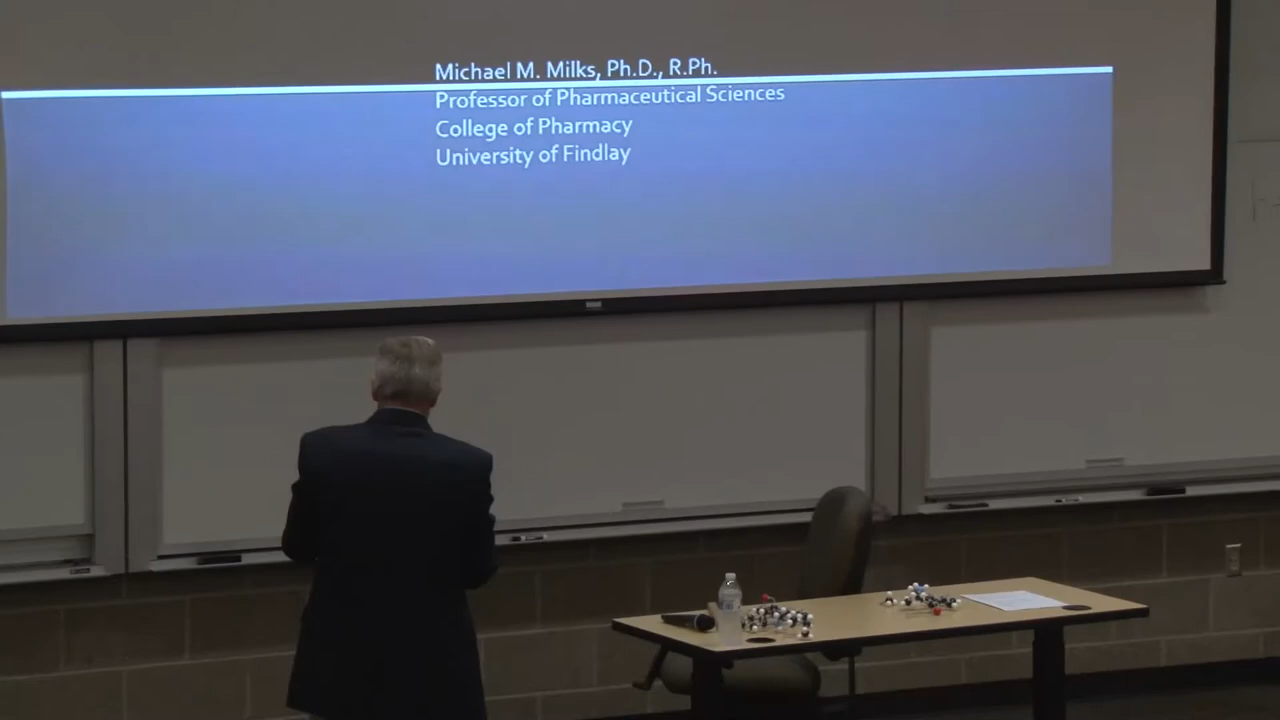 Michael M. Milks, Ph.D., R.Ph.
Professor of Pharmaceutical Sciences
College of Pharmacy
University of Findlay